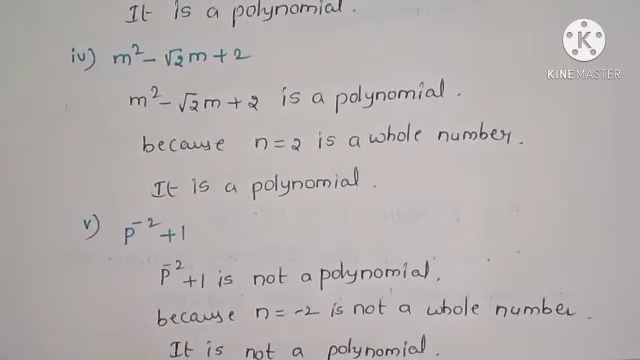 It is a polynomial.
iv) m² - √2m + 2
m² - √2m + 2 is a polynomial.
because n = 2 is a whole number.
It is a polynomial.
v) p⁻² + 1
p⁻² + 1 is not a polynomial.
because n = -2 is not a whole number.
It is not a polynomial.
KINEMASTER